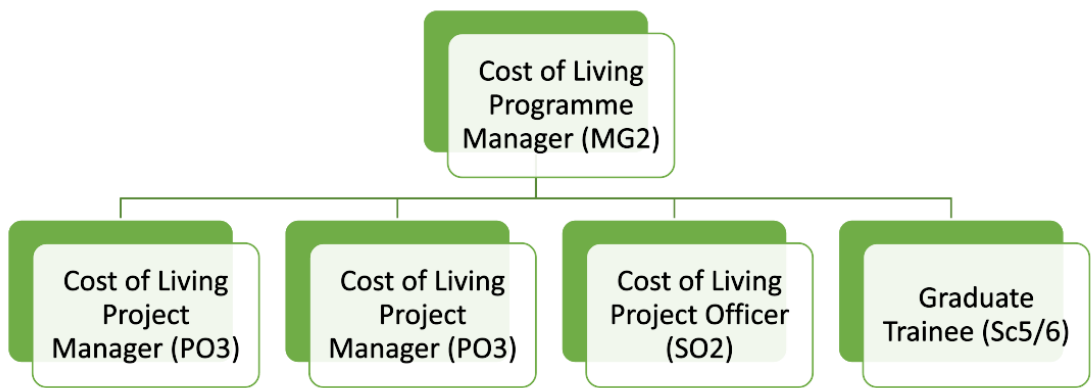 Cost of Living
Programme
Manager (MG2)
Cost of Living
Project
Manager (PO3)
Cost of Living
Project
Manager (PO3)
Cost of Living
Project Officer
(SO2)
Graduate
Trainee (Sc5/6)